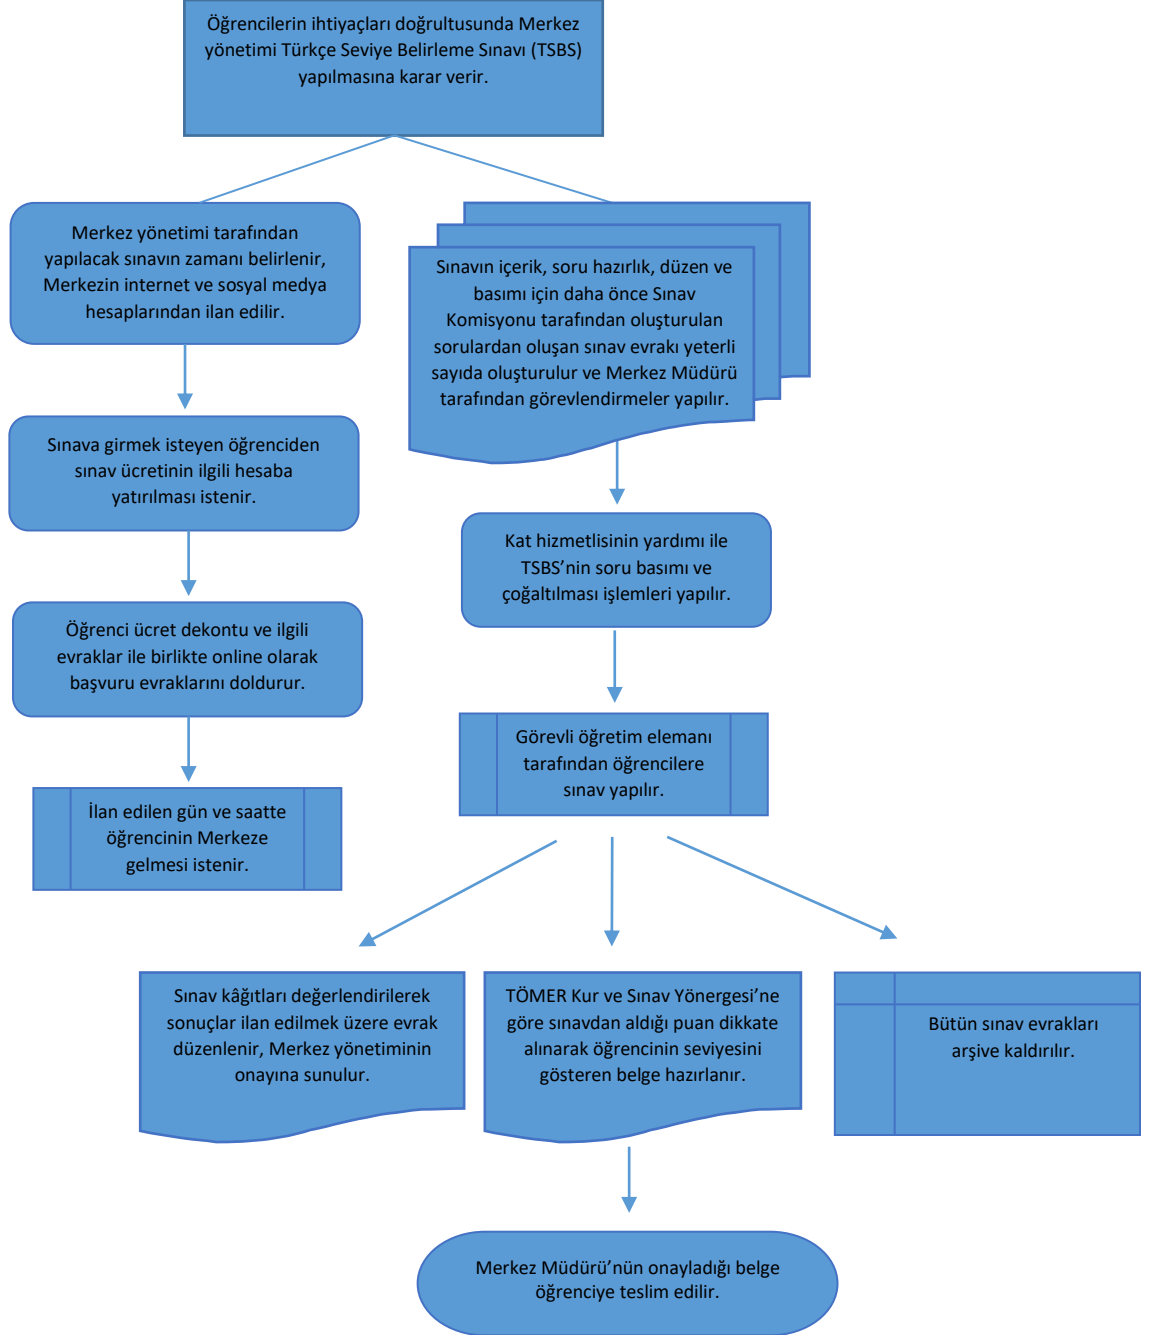 Öğrencilerin ihtiyaçları doğrultusunda Merkez
yönetimi Türkçe Seviye Belirleme Sınavı (TSBS)
yapılmasına karar verir.
Merkez yönetimi tarafından
yapılacak sınavın zamanı belirlenir,
Merkezin internet ve sosyal medya
hesaplarından ilan edilir.
Sınava girmek isteyen öğrenciden
sınav ücretinin ilgili hesaba
yatırılması istenir.
Öğrenci ücret dekontu ve ilgili
evraklar ile birlikte online olarak
başvuru evraklarını doldurur.
İlan edilen gün ve saatte
öğrencinin Merkeze
gelmesi istenir.
Sınavın içerik, soru hazırlık, düzen ve
basımı için daha önce Sınav
Komisyonu tarafından oluşturulan
sorulardan oluşan sınav evrakı yeterli
sayıda oluşturulur ve Merkez Müdürü
tarafından görevlendirmeler yapılır.
Kat hizmetlisinin yardımı ile
TSBS’nin soru basımı ve
çoğaltılması işlemleri yapılır.
Görevli öğretim elemanı
tarafından öğrencilere
sınav yapılır.
Sınav kâğıtları değerlendirilerek
sonuçlar ilan edilmek üzere evrak
düzenlenir, Merkez yönetiminin
onayına sunulur.
TÖMER Kur ve Sınav Yönergesi’ne
göre sınavdan aldığı puan dikkate
alınarak öğrencinin seviyesini
gösteren belge hazırlanır.
Bütün sınav evrakları
arşive kaldırılır.
Merkez Müdürü’nün onayladığı belge
öğrenciye teslim edilir.